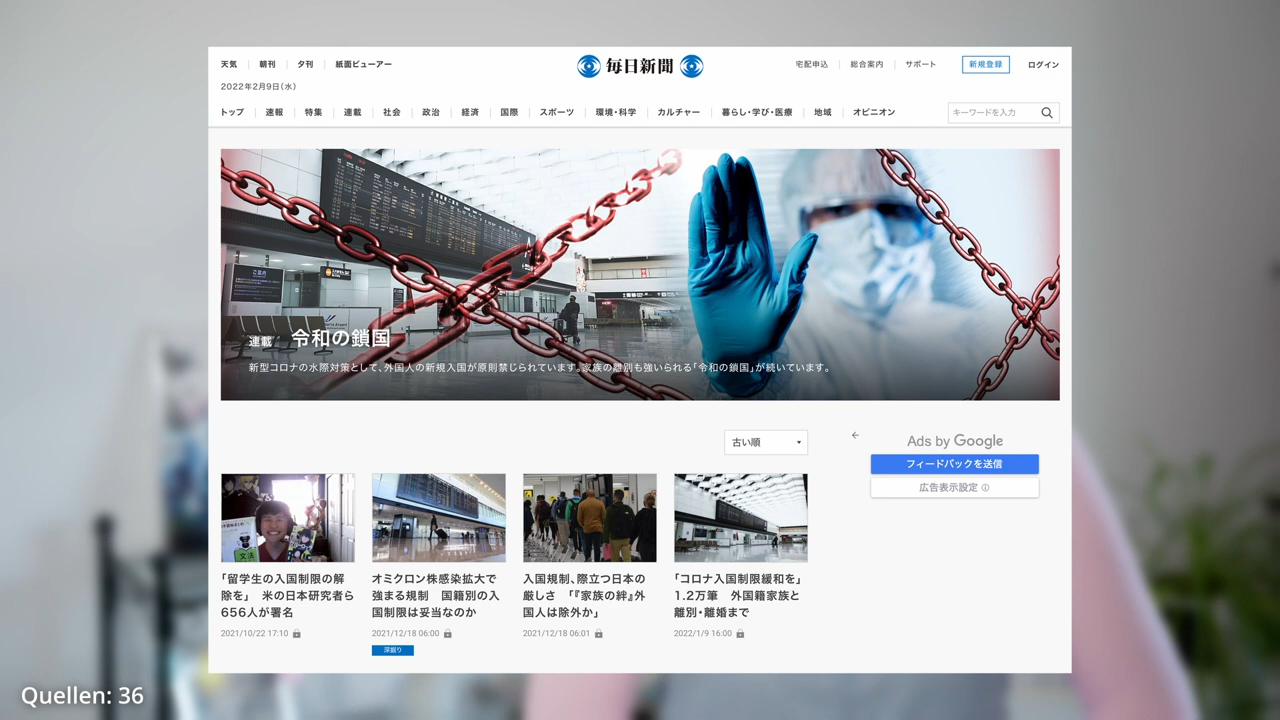 天気 朝刊 夕刊 紙面ビューアー
毎日新聞
宅配申込 総合案内 サポート 新規登録 ログイン
2022年2月9日(水)
トップ 速報 特集 連載 社会 政治 経済 国際 スポーツ 環境・科学 カルチャー 暮らし・学び・医療 地域 オピニオン
キーワードを入力
連載 令和の鎖国
新型コロナの水際対策として、外国人の新規入国が原則禁じられています。家族の離別も強いられる「令和の鎖国」が続いています。
古い順
Ads by Google
フィードバックを送信
広告表示設定
「留学生の入国制限の解
除を」 米の日本研究者ら
656人が署名
2021/10/22 17:10
オミクロン株感染拡大で
強まる規制 国籍別の入
国制限は妥当なのか
2021/12/18 06:00
深掘り
入国規制、際立つ日本の
厳しさ 「『家族の絆』外
国人は除外か」
2021/12/18 06:01
「コロナ入国制限緩和を」
1.2万筆 外国籍家族と
離別・離婚まで
2022/1/9 16:00
Quellen: 36